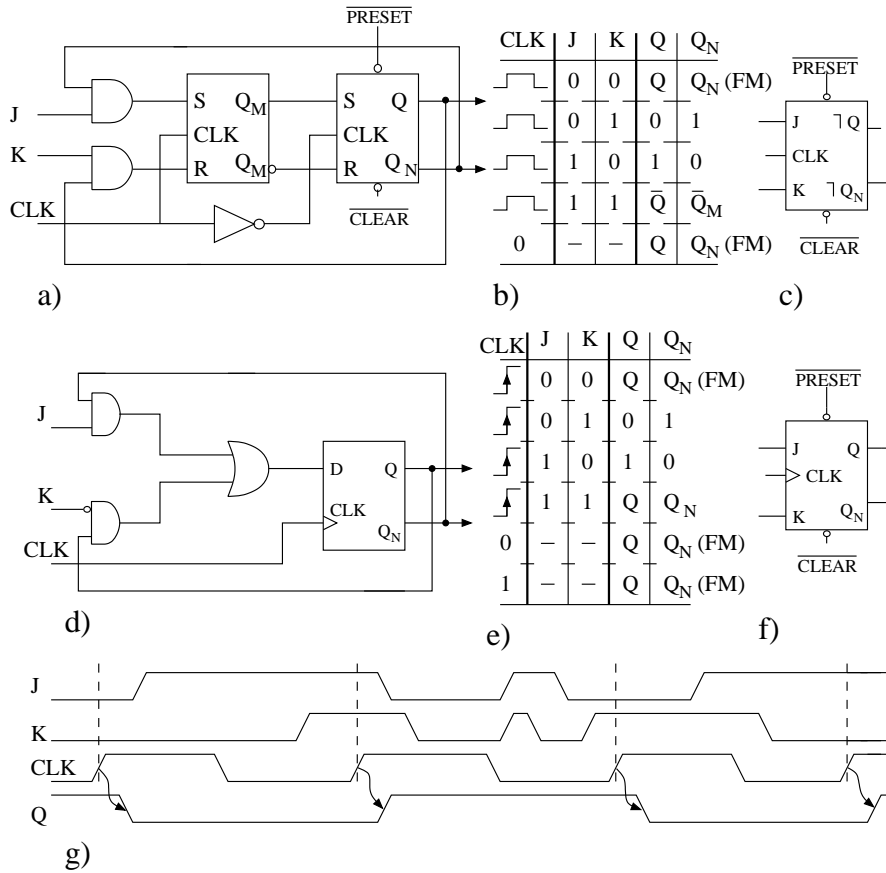 PRESET
J
K
CLK
S
CLK
R
Q_M
Q_M
S
CLK
R
Q
Q_N
CLEAR
a)
CLK J K Q Q_N
0 0 Q Q_N (FM)
0 1 0 1
1 0 1 0
1 1 Q̅ Q̅_M
0 – – Q Q_N (FM)
b)
PRESET
J ¬Q
CLK
K ¬Q_N
CLEAR
c)
J
K
CLK
D Q
CLK
Q_N
d)
CLK J K Q Q_N
0 0 Q Q_N (FM)
0 1 0 1
1 0 1 0
1 1 Q Q_N
0 – – Q Q_N (FM)
1 – – Q Q_N (FM)
e)
PRESET
J Q
CLK
K Q_N
CLEAR
f)
J
K
CLK
Q
g)